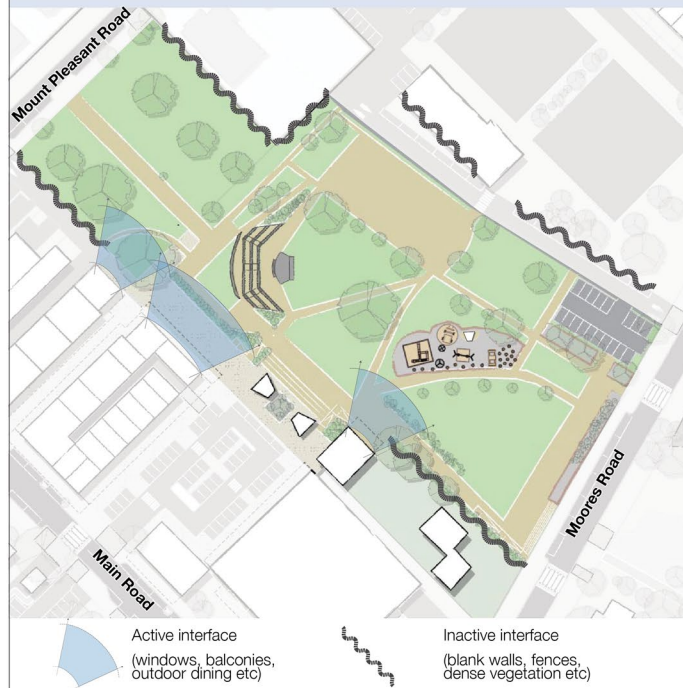 Mount Pleasant Road
Moores Road
Main Road
Active interface
(windows, balconies,
outdoor dining etc)
Inactive interface
(blank walls, fences,
dense vegetation etc)